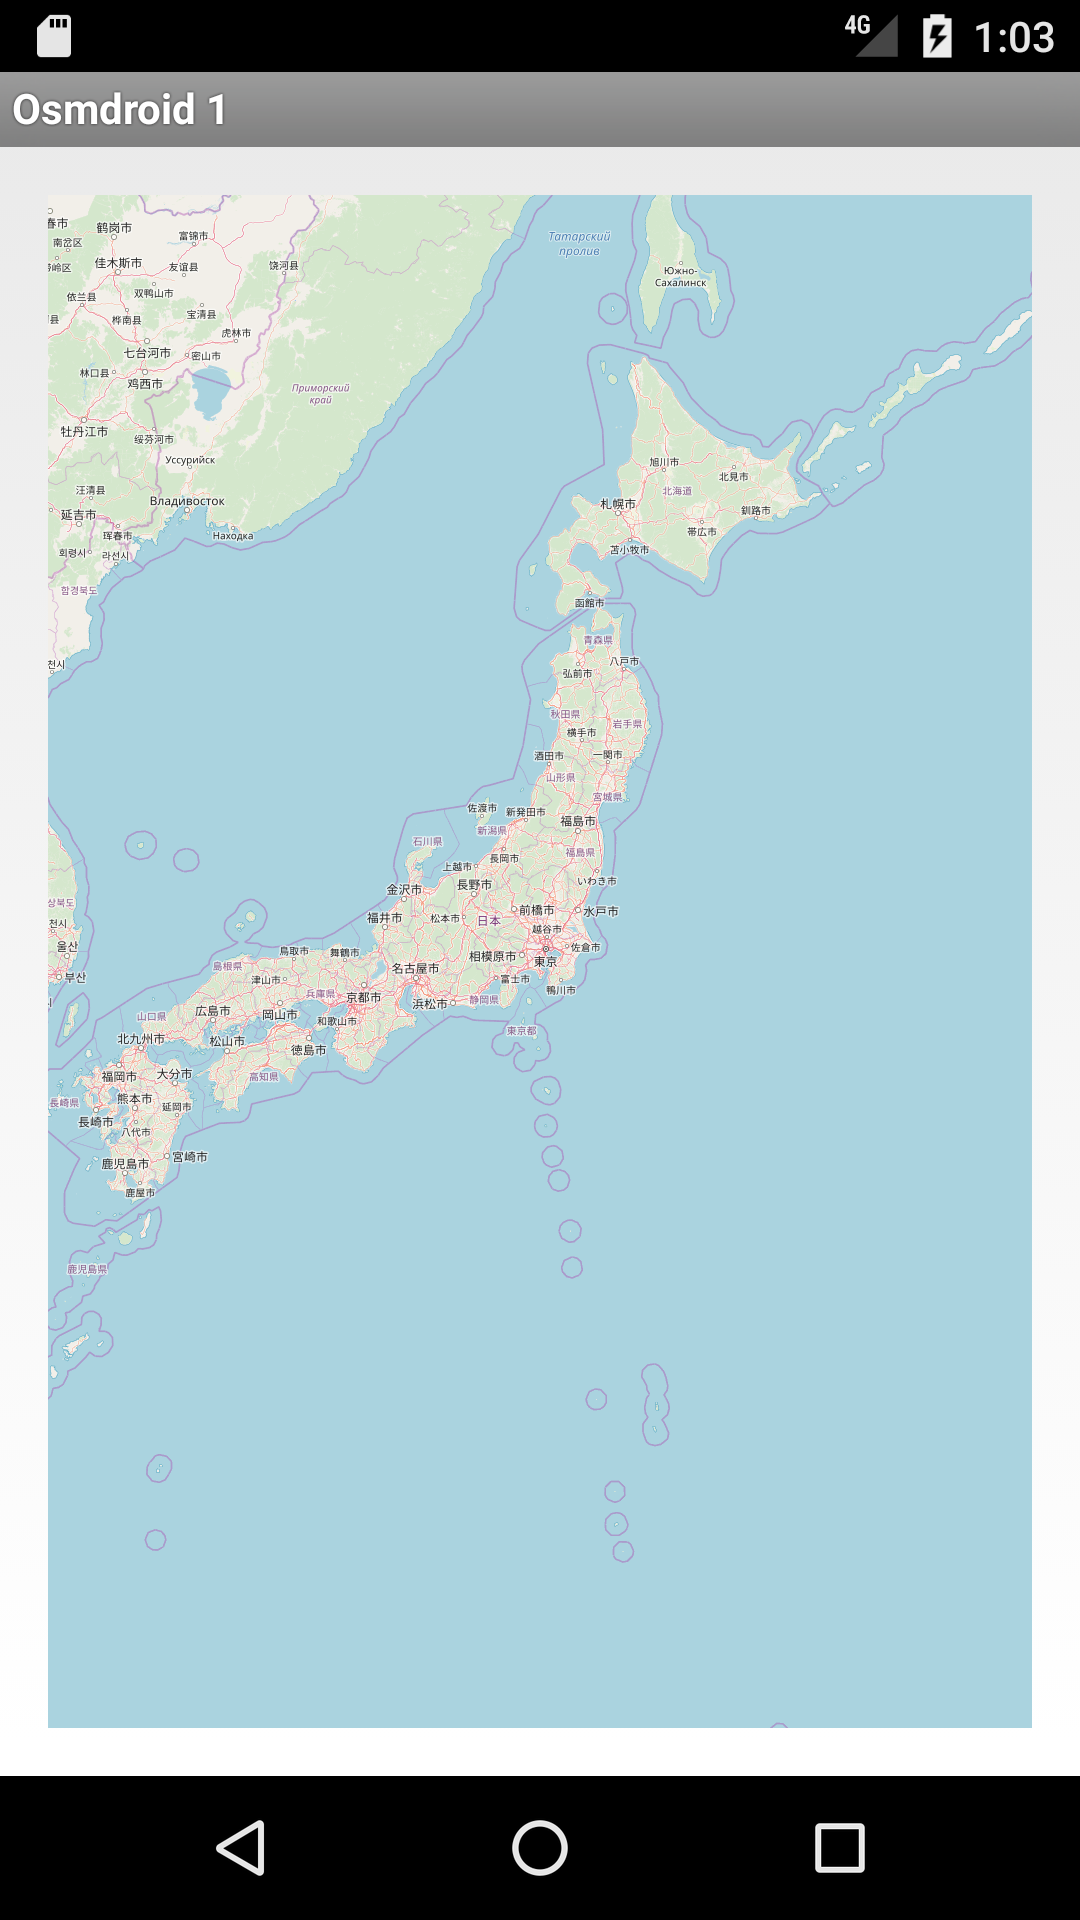 4G
1:03
Osmdroid 1
春市
鹤岗市
富锦市
南岔区
佳木斯市
友谊县
饶河县
Татарский
пролив
Южно-
Сахалинск
依兰县
双鸭山市
桦南县
宝清县
虎林市
七台河市
密山市
林口县
鸡西市
Приморский
край
牡丹江市
绥芬河市
Уссурийск
汪清县
Владивосток
延吉市
珲春市
Находка
회령시
라선시
함경북도
천시
旭川市
北見市
北海道
札幌市
釧路市
帯広市
苫小牧市
函館市
青森県
八戸市
弘前市
秋田県
岩手県
横手市
酒田市
一関市
山形県
宮城県
佐渡市
新発田市
福島市
新潟県
石川県
福島県
長岡市
上越市
いわき市
長野市
金沢市
前橋市
水戸市
福井市
松本市
日本
越谷市
佐倉市
相模原市
東京
鳥取市
舞鶴市
島根県
名古屋市
津山市
富士市
鴨川市
兵庫県
京都市
浜松市
静岡県
상북도
천시
울산
부산
山口県
広島市
岡山市
和歌山市
東京都
北九州市
松山市
徳島市
福岡市
大分市
高知県
長崎県
熊本市
延岡市
長崎市
八代市
鹿児島市
宮崎市
鹿屋市
鹿児島県